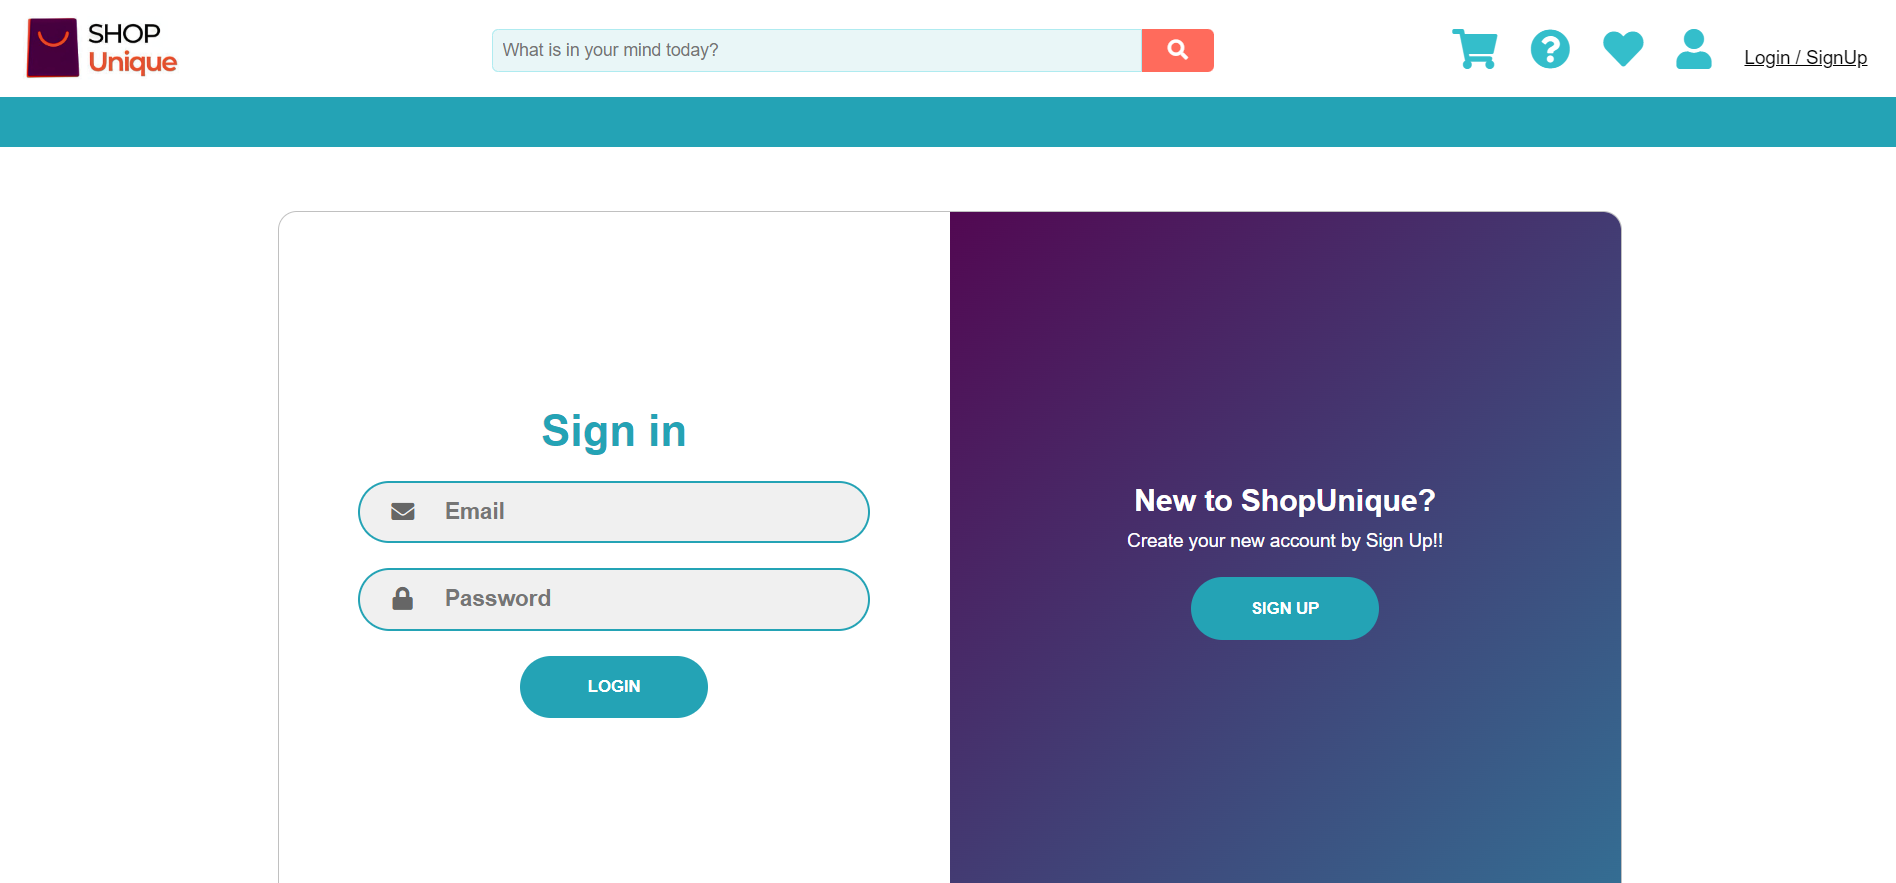 SHOP
Unique
What is in your mind today?
Login / SignUp
Sign in
Email
Password
LOGIN
New to ShopUnique?
Create your new account by Sign Up!!
SIGN UP